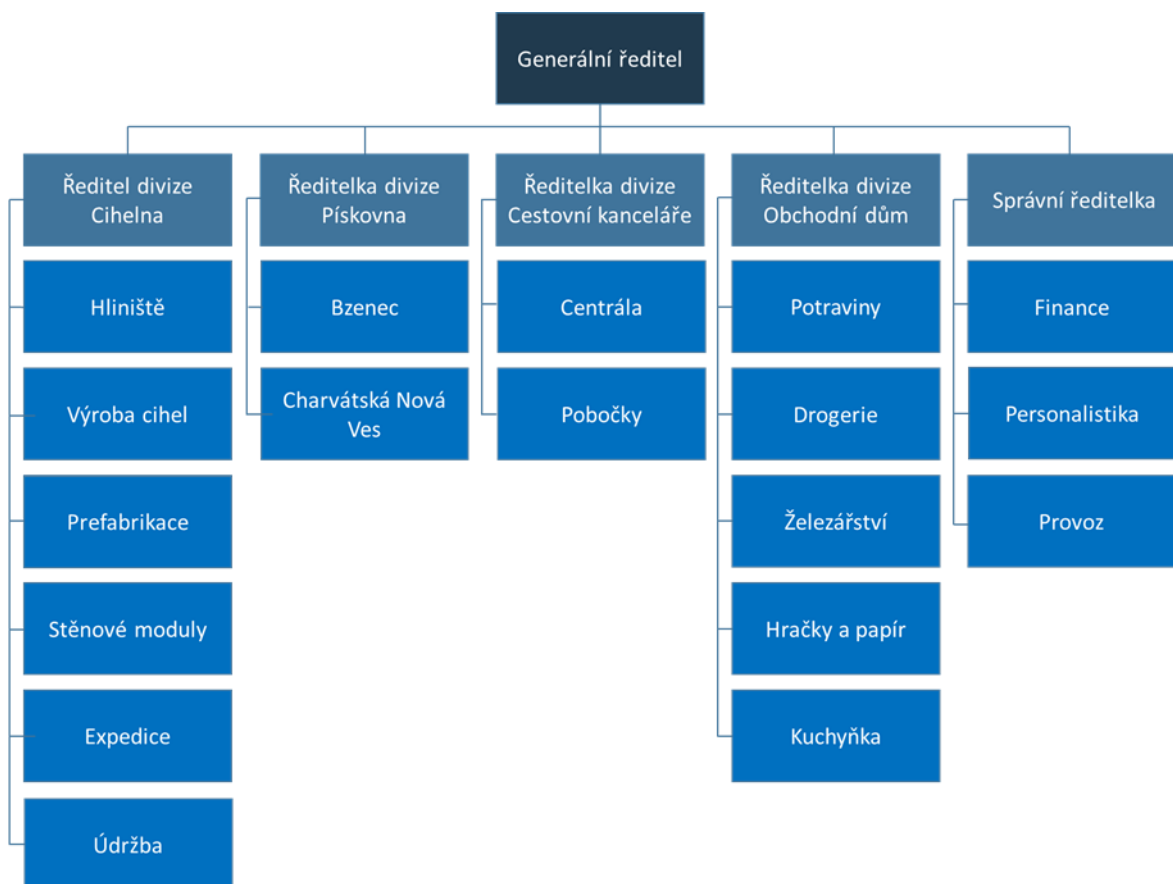 Generální ředitel
Ředitel divize
Cihelna
Ředitelka divize
Pískovna
Ředitelka divize
Cestovní kanceláře
Ředitelka divize
Obchodní dům
Správní ředitelka
Hliniště
Bzenec
Centrála
Potraviny
Finance
Výroba cihel
Charvátská Nová
Ves
Pobočky
Drogerie
Personalistika
Prefabrikace
Železářství
Provoz
Stěnové moduly
Hračky a papír
Expedice
Kuchyňka
Údržba